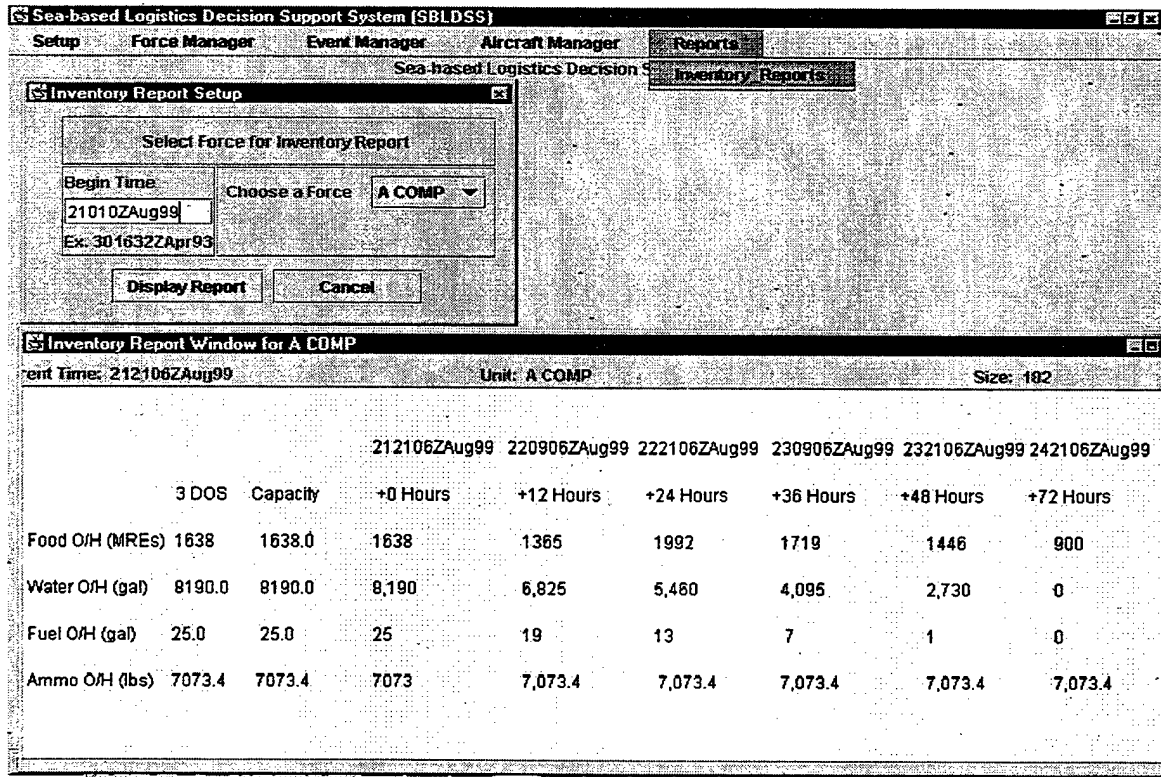 Sea-based Logistics Decision Support System (SBLDSS)
Setup Force Manager Event Manager Aircraft Manager Reports
Sea-based Logistics Decision S
Inventory Reports
Inventory Report Setup
Select Force for Inventory Report
Begin Time
Choose a Force A COMP
21010ZAug99
Ex. 301632ZApr93
Display Report Cancel
Inventory Report Window for A COMP
rent Time: 212106ZAug99 Unit: A COMP Size: 182
212106ZAug99 220906ZAug99 222106ZAug99 230906ZAug99 232106ZAug99 242106ZAug99
3 DOS Capacity +0 Hours +12 Hours +24 Hours +36 Hours +48 Hours +72 Hours
Food O/H (MREs) 1638 1638.0 1638 1365 1992 1719 1446 900
Water O/H (gal) 8190.0 8190.0 8,190 6,825 5,460 4,095 2,730 0
Fuel O/H (gal) 25.0 25.0 25 19 13 7 1 0
Ammo O/H (lbs) 7073.4 7073.4 7073 7,073.4 7,073.4 7,073.4 7,073.4 7,073.4